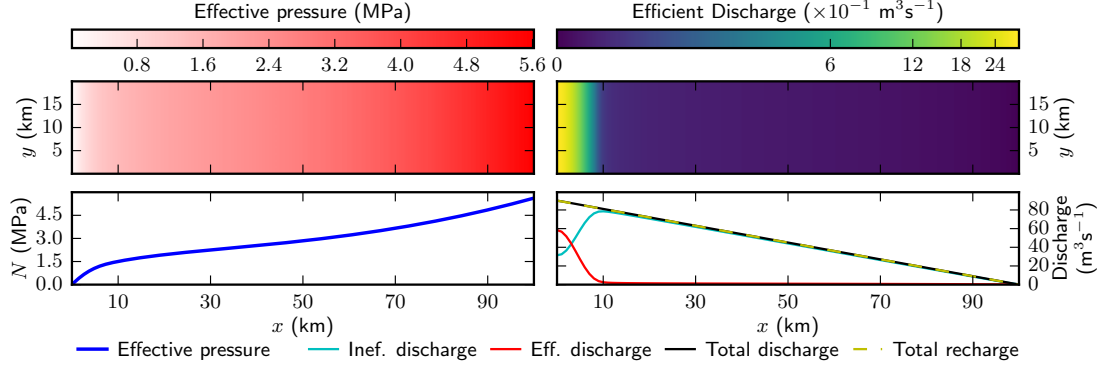 Effective pressure (MPa)
Efficient Discharge (×10⁻¹ m³s⁻¹)
0.8 1.6 2.4 3.2 4.0 4.8 5.6
0 6 12 18 24
y (km)
15
10
5
15
10
5
y (km)
N (MPa)
4.5
3.0
1.5
0.0
80
60
40
20
0
Discharge
(m³s⁻¹)
10 30 50 70 90
10 30 50 70 90
x (km)
x (km)
Effective pressure
Inef. discharge
Eff. discharge
Total discharge
Total recharge